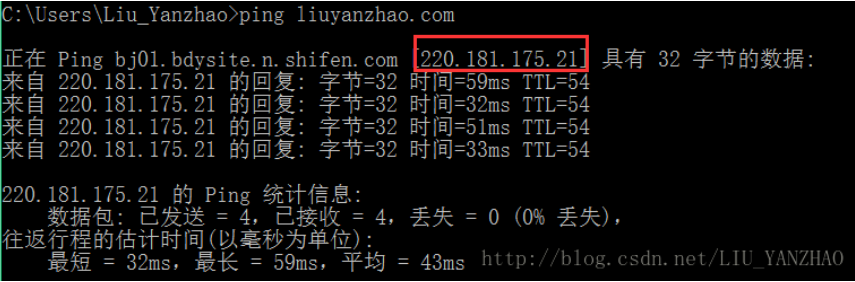 C:\Users\Liu_Yanzhao>ping liuyanzhao.com
正在 Ping bj01.bdysite.n.shifen.com [220.181.175.21] 具有 32 字节的数据:
来自 220.181.175.21 的回复: 字节=32 时间=59ms TTL=54
来自 220.181.175.21 的回复: 字节=32 时间=32ms TTL=54
来自 220.181.175.21 的回复: 字节=32 时间=51ms TTL=54
来自 220.181.175.21 的回复: 字节=32 时间=33ms TTL=54
220.181.175.21 的 Ping 统计信息:
数据包: 已发送 = 4，已接收 = 4，丢失 = 0 (0% 丢失)，
往返行程的估计时间(以毫秒为单位):
最短 = 32ms，最长 = 59ms，平均 = 43ms
http://blog.csdn.net/LIU_YANZHAO